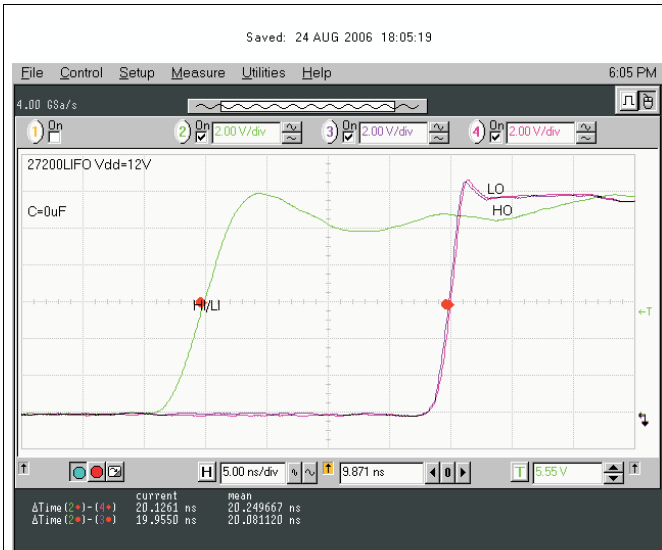 Saved: 24 AUG 2006 18:05:19
File Control Setup Measure Utilities Help 6:05 PM
4.00 GSa/s
1 On 2 On 2.00 V/div 3 On 2.00 V/div 4 On 2.00 V/div
27200LIFO Vdd=12V
LO
C=0uF
HO
HI/LI
T
H 5.00 ns/div 9.871 ns 0 T 5.55 V
current mean
ΔTime(2●)-(4●) 20.1261 ns 20.249667 ns
ΔTime(2●)-(3●) 19.9550 ns 20.081120 ns